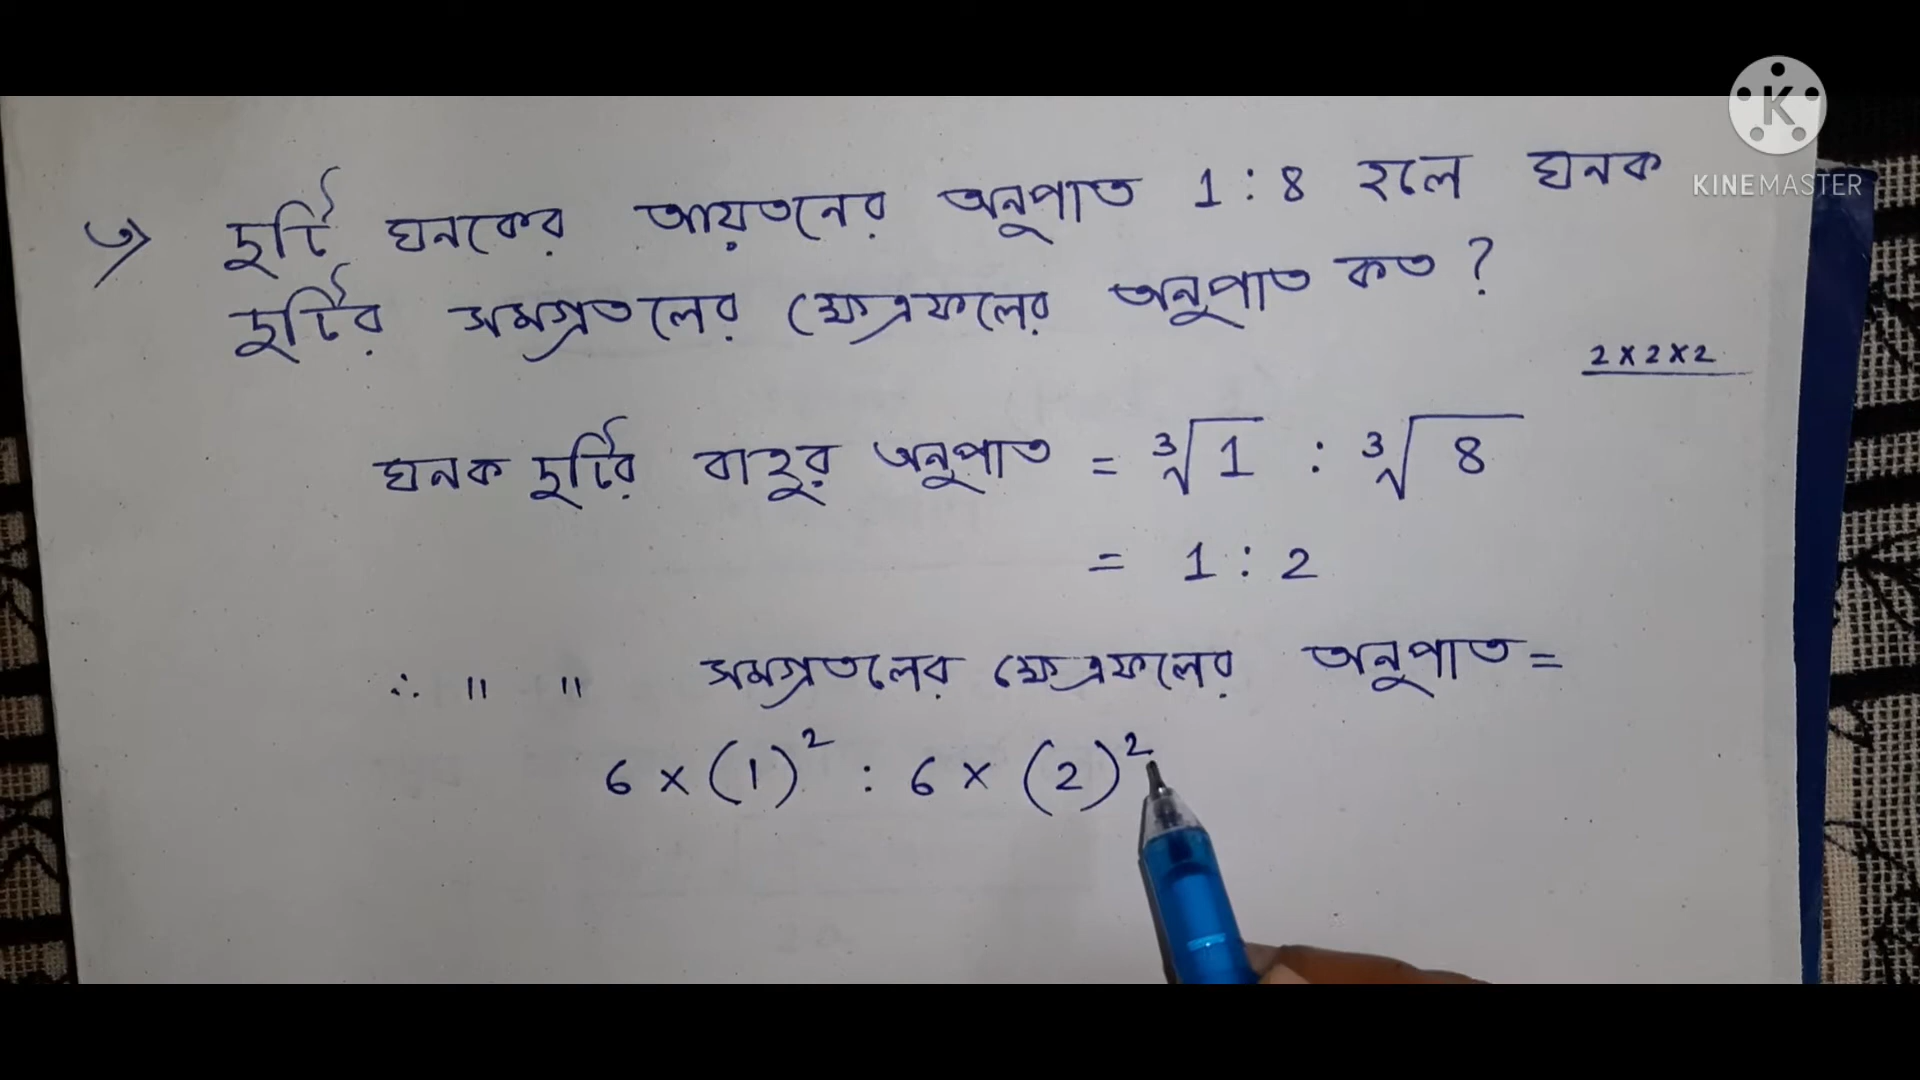 ৩> দুটি ঘনকের আয়তনের অনুপাত 1 : 8 হলে ঘনক
দুটির সমগ্রতলের ক্ষেত্রফলের অনুপাত কত ?
2 x 2 x 2
ঘনক দুটির বাহুর অনুপাত = ∛1 : ∛8
= 1 : 2
∴ " " সমগ্রতলের ক্ষেত্রফলের অনুপাত =
6 x (1)² : 6 x (2)²
K
KINEMASTER